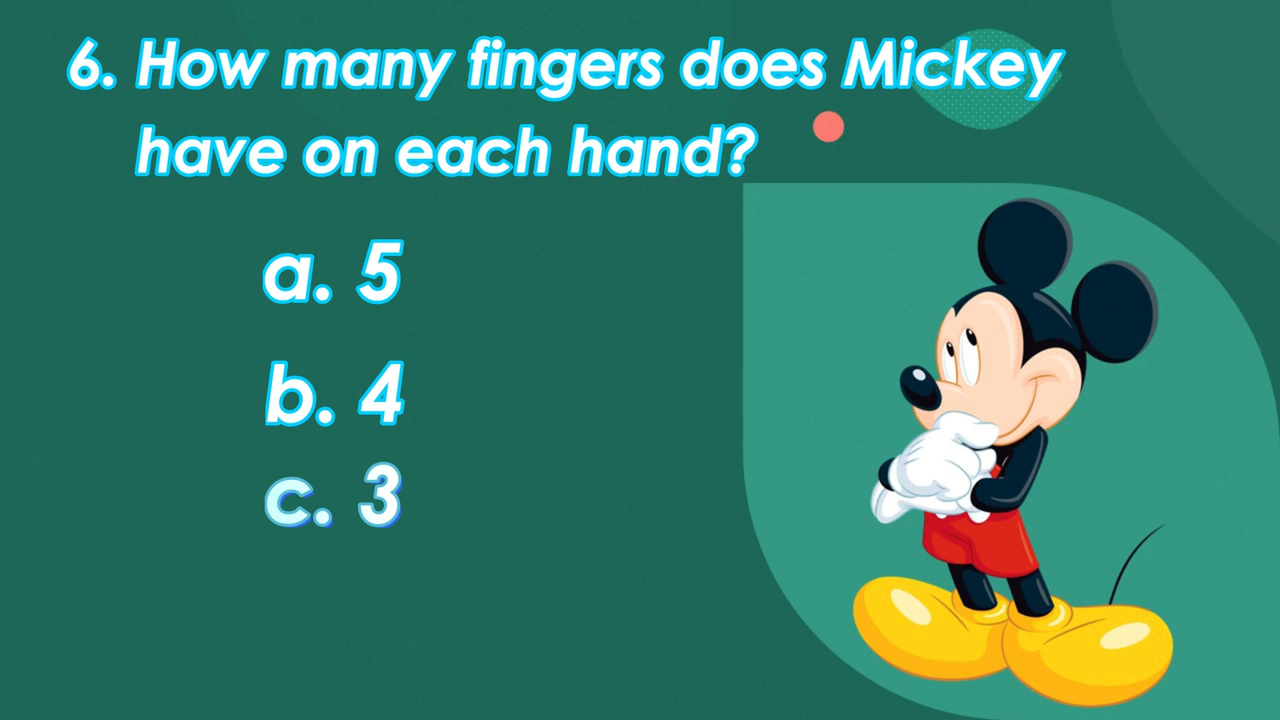 6. How many fingers does Mickey
have on each hand?
a. 5
b. 4
c. 3